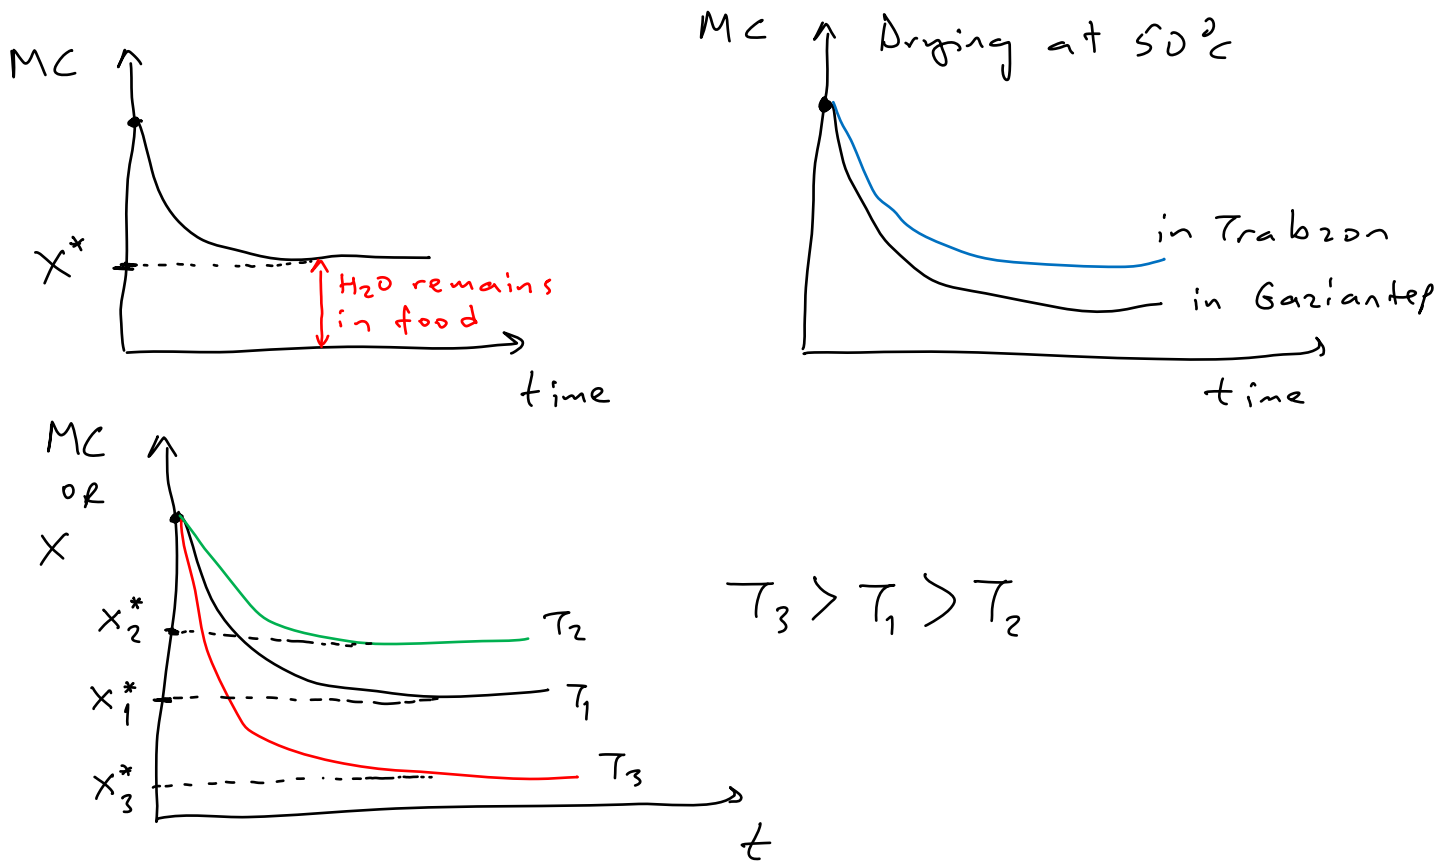 MC
X*
H₂O remains
in food
time
MC
Drying at 50°C
in Trabzon
in Gaziantep
time
MC
OR
X
X₂*
X₁*
X₃*
T₂
T₁
T₃
t
T₃ > T₁ > T₂